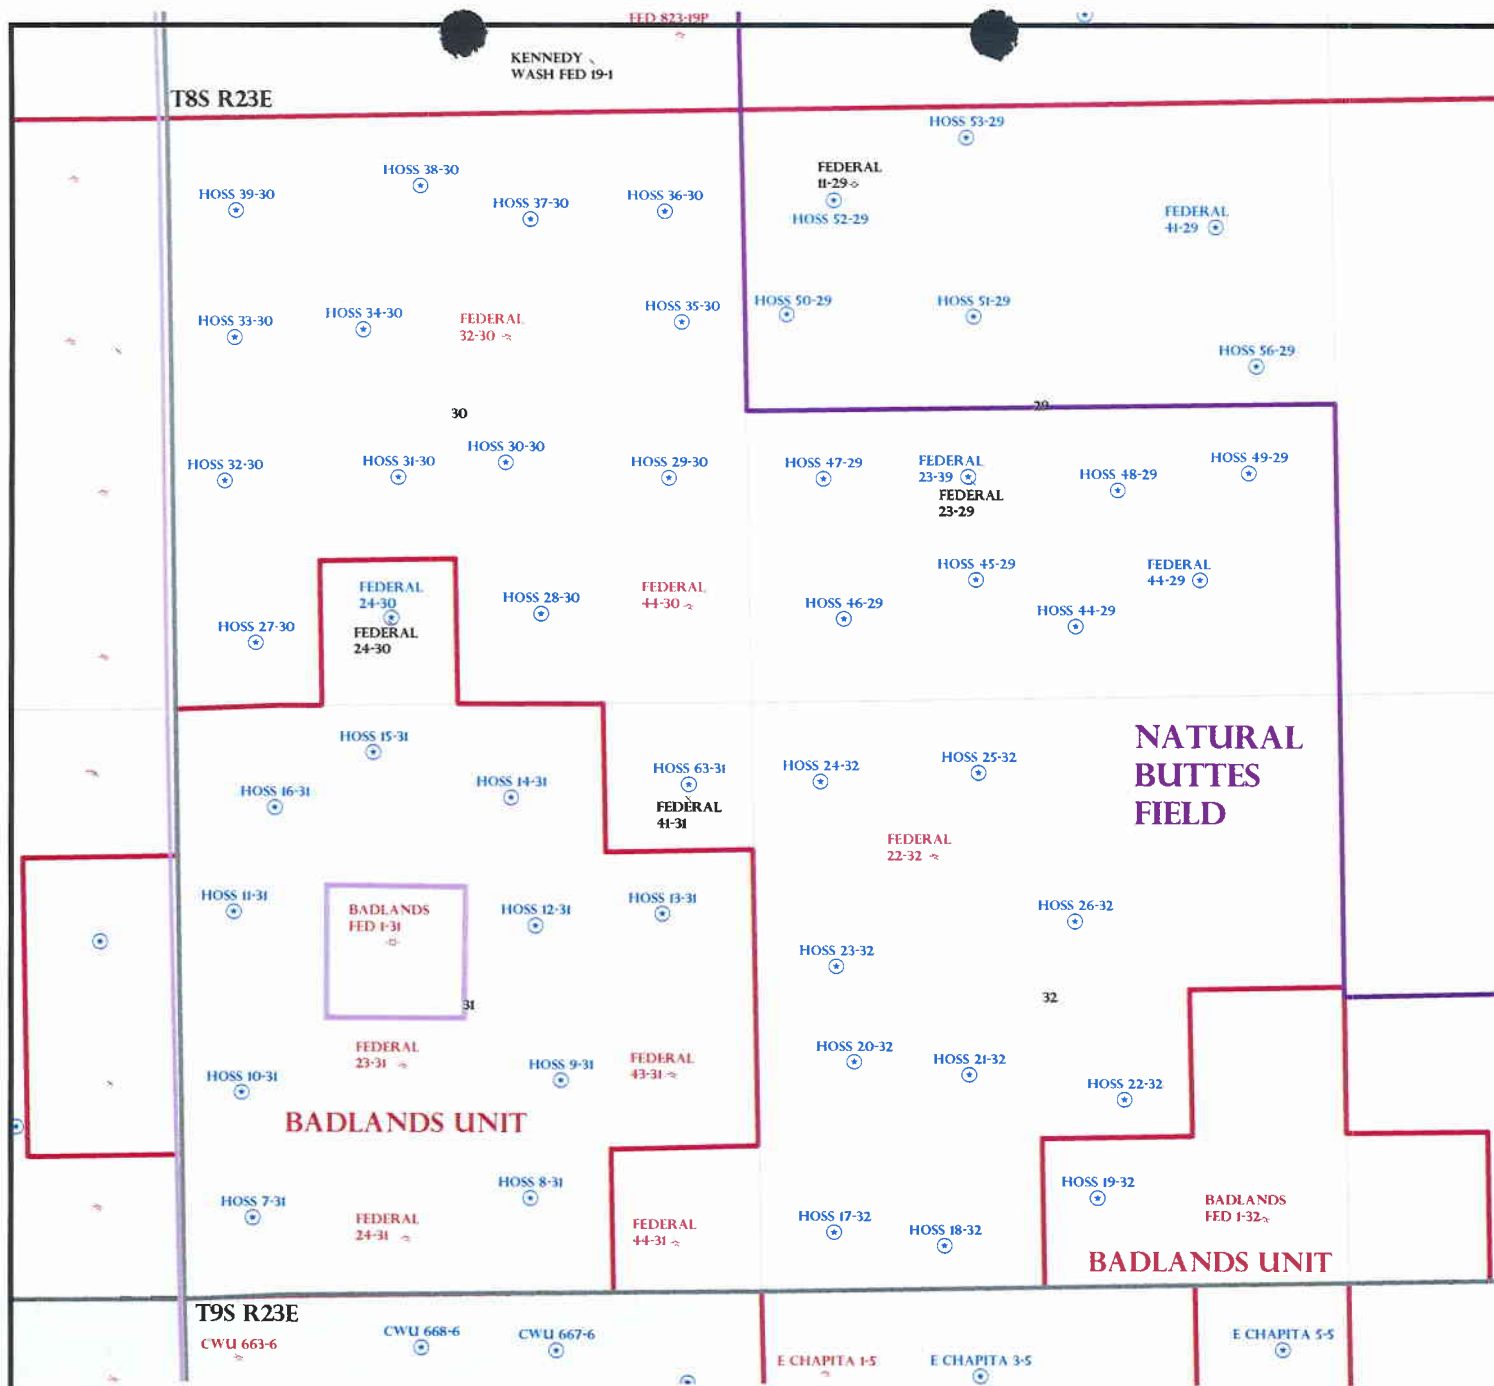 FED 823-19P
KENNEDY
WASH FED 19-1
T8S R23E
HOSS 53-29
FEDERAL
11-29
HOSS 38-30
HOSS 39-30
HOSS 37-30
HOSS 36-30
HOSS 52-29
FEDERAL
41-29
HOSS 33-30
HOSS 34-30
FEDERAL
32-30
HOSS 35-30
HOSS 50-29
HOSS 51-29
HOSS 56-29
30
29
HOSS 32-30
HOSS 31-30
HOSS 30-30
HOSS 29-30
HOSS 47-29
FEDERAL
23-39
FEDERAL
23-29
HOSS 48-29
HOSS 49-29
FEDERAL
24-30
FEDERAL
24-30
HOSS 27-30
HOSS 28-30
FEDERAL
44-30
HOSS 46-29
HOSS 45-29
HOSS 44-29
FEDERAL
44-29
HOSS 15-31
HOSS 16-31
HOSS 14-31
HOSS 63-31
FEDERAL
41-31
HOSS 24-32
HOSS 25-32
NATURAL
BUTTES
FIELD
FEDERAL
22-32
HOSS 11-31
BADLANDS
FED 1-31
HOSS 12-31
HOSS 13-31
HOSS 26-32
HOSS 23-32
31
32
FEDERAL
23-31
HOSS 10-31
HOSS 9-31
FEDERAL
43-31
HOSS 20-32
HOSS 21-32
HOSS 22-32
BADLANDS UNIT
HOSS 7-31
FEDERAL
24-31
HOSS 8-31
FEDERAL
44-31
HOSS 17-32
HOSS 18-32
HOSS 19-32
BADLANDS
FED 1-32
BADLANDS UNIT
T9S R23E
CWU 663-6
CWU 668-6
CWU 667-6
E CHAPITA 1-5
E CHAPITA 3-5
E CHAPITA 5-5